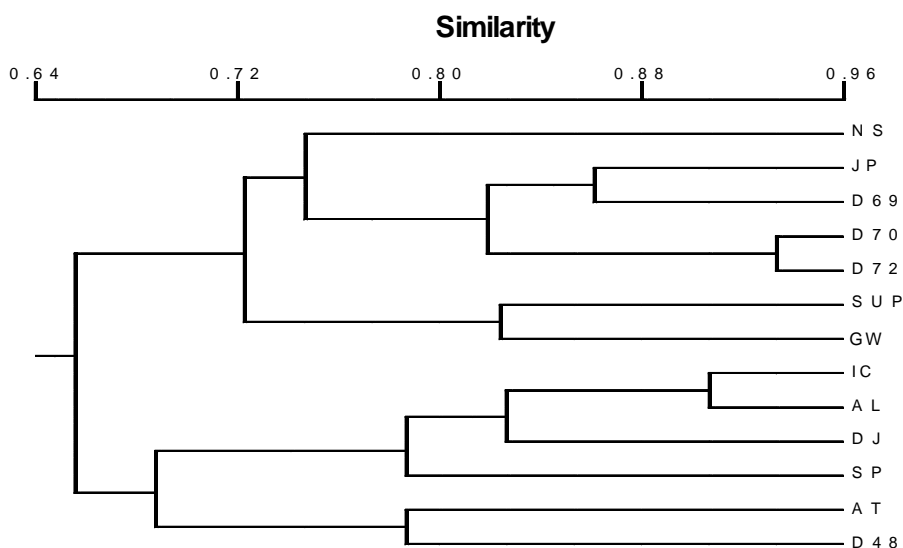 Similarity
0.64 0.72 0.80 0.88 0.96
NS
JP
D69
D70
D72
SUP
GW
IC
AL
DJ
SP
AT
D48